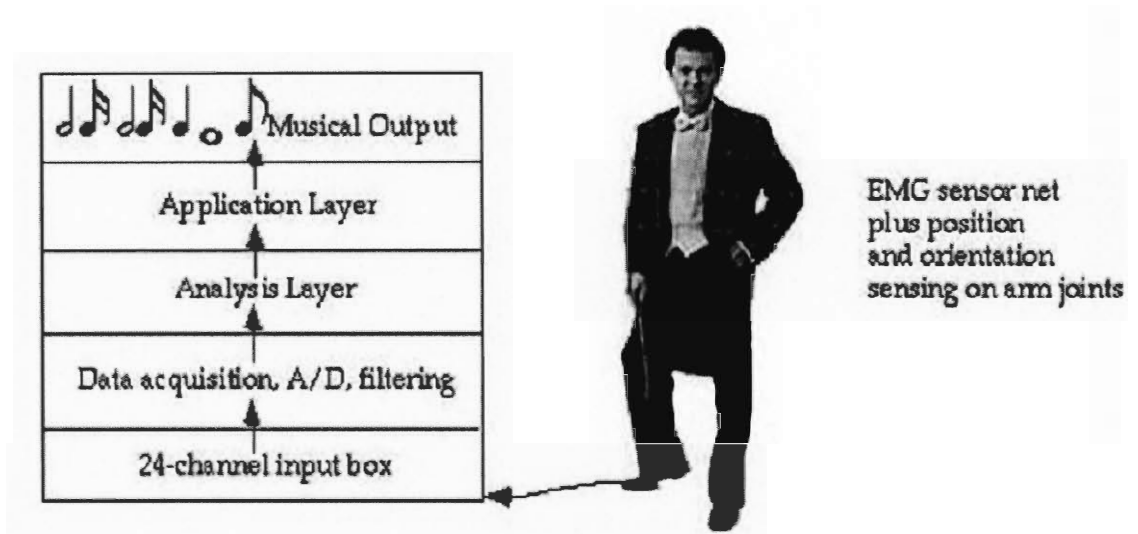 Musical Output
Application Layer
Analysis Layer
Data acquisition, A/D, filtering
24-channel input box
EMG sensor net
plus position
and orientation
sensing on arm joints